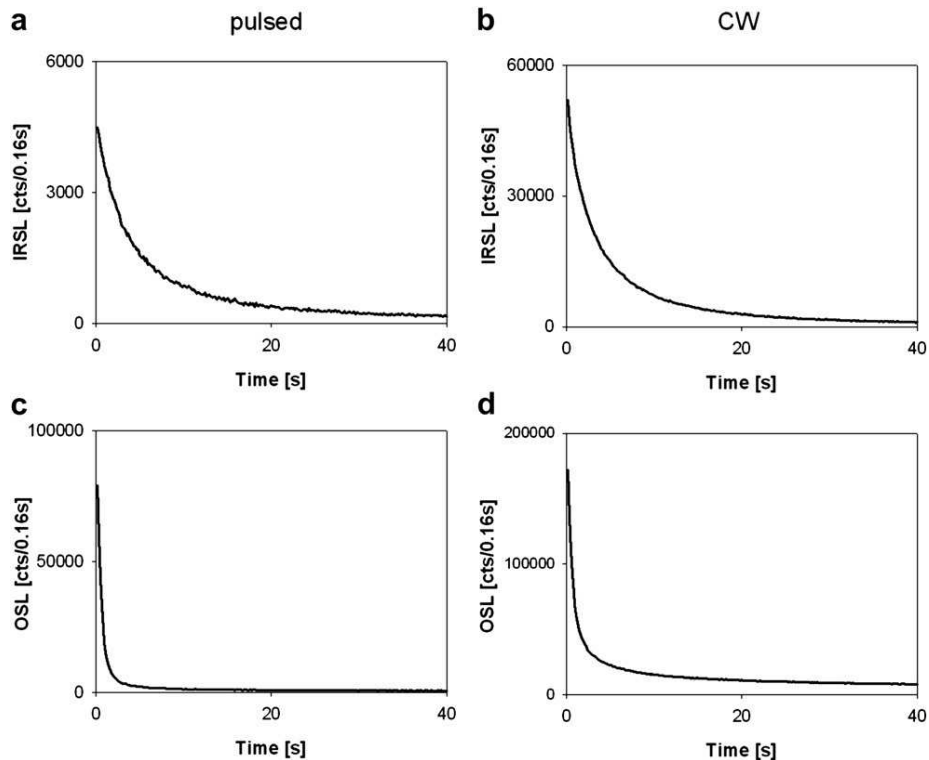 a
pulsed
6000
3000
0
IRSL [cts/0.16s]
0 20 40
Time [s]
b
CW
60000
30000
0
IRSL [cts/0.16s]
0 20 40
Time [s]
c
100000
50000
0
OSL [cts/0.16s]
0 20 40
Time [s]
d
200000
100000
0
OSL [cts/0.16s]
0 20 40
Time [s]